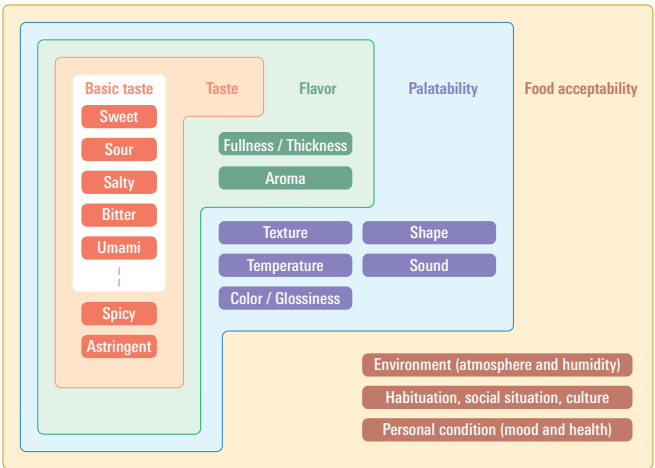 Basic taste
Taste
Flavor
Palatability
Food acceptability
Sweet
Sour
Salty
Bitter
Umami
Spicy
Astringent
Fullness / Thickness
Aroma
Texture
Shape
Temperature
Sound
Color / Glossiness
Environment (atmosphere and humidity)
Habituation, social situation, culture
Personal condition (mood and health)